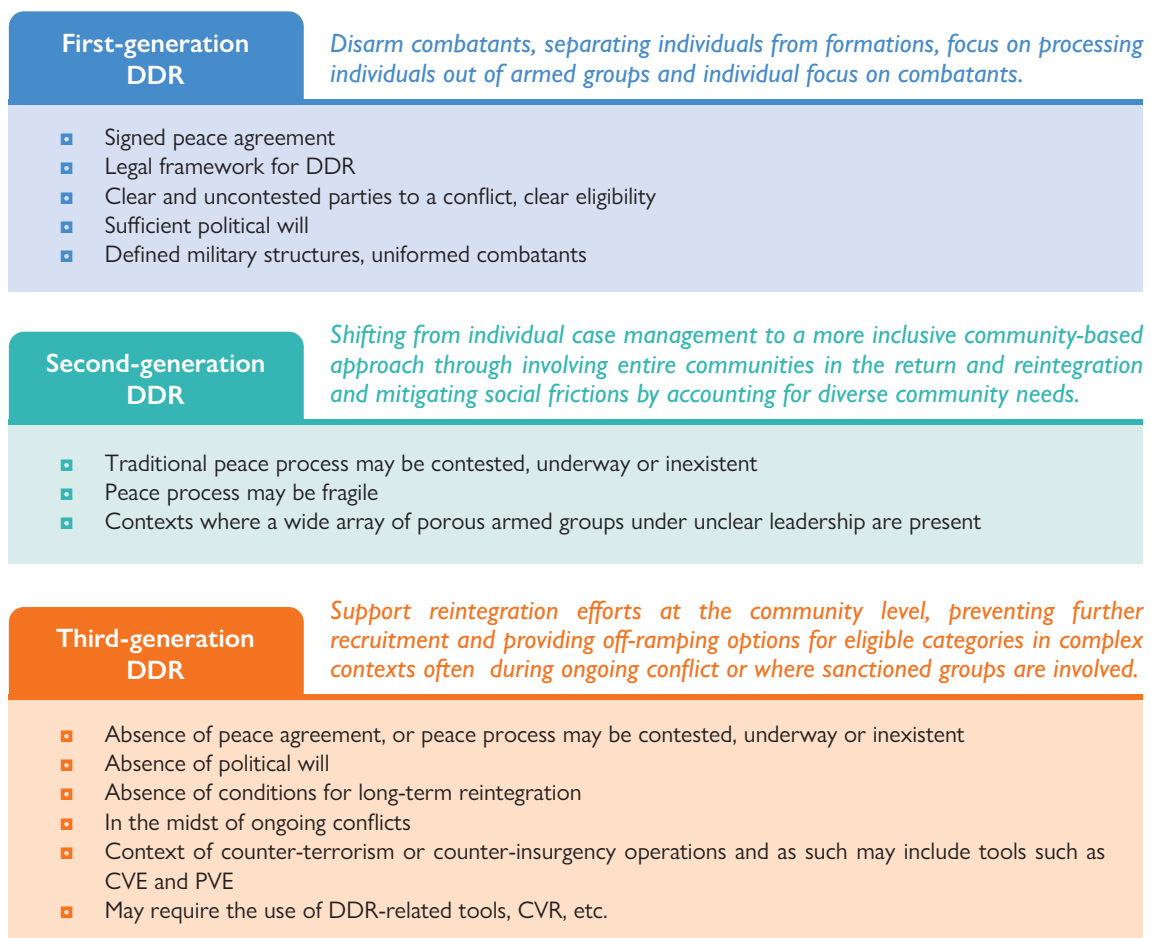 First-generation
DDR
Disarm combatants, separating individuals from formations, focus on processing
individuals out of armed groups and individual focus on combatants.
Signed peace agreement
Legal framework for DDR
Clear and uncontested parties to a conflict, clear eligibility
Sufficient political will
Defined military structures, uniformed combatants
Second-generation
DDR
Shifting from individual case management to a more inclusive community-based
approach through involving entire communities in the return and reintegration
and mitigating social frictions by accounting for diverse community needs.
Traditional peace process may be contested, underway or inexistent
Peace process may be fragile
Contexts where a wide array of porous armed groups under unclear leadership are present
Third-generation
DDR
Support reintegration efforts at the community level, preventing further
recruitment and providing off-ramping options for eligible categories in complex
contexts often during ongoing conflict or where sanctioned groups are involved.
Absence of peace agreement, or peace process may be contested, underway or inexistent
Absence of political will
Absence of conditions for long-term reintegration
In the midst of ongoing conflicts
Context of counter-terrorism or counter-insurgency operations and as such may include tools such as
CVE and PVE
May require the use of DDR-related tools, CVR, etc.